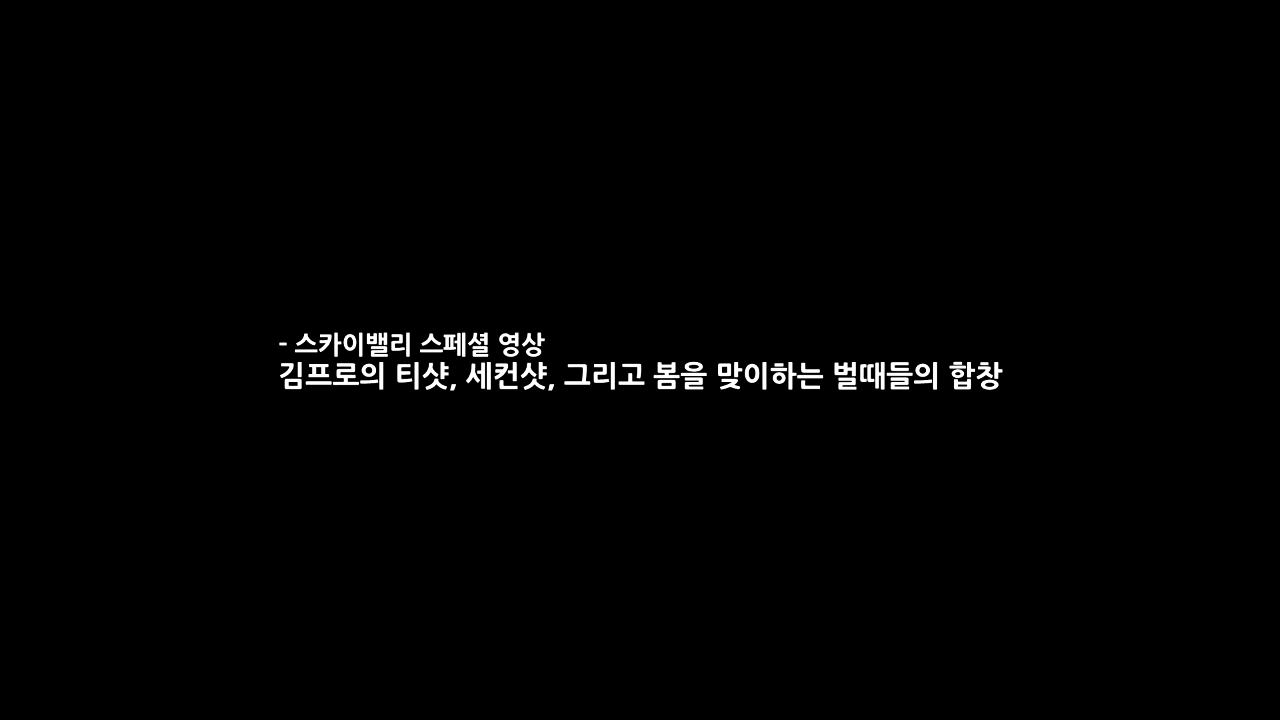 - 스카이밸리 스페셜 영상
김프로의 티샷, 세컨샷, 그리고 봄을 맞이하는 벌때들의 합창